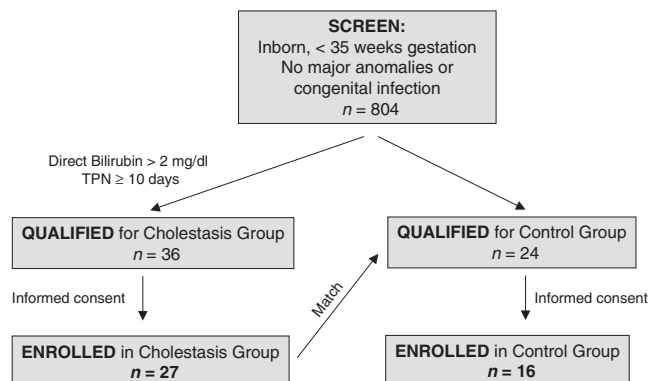 SCREEN:
Inborn, < 35 weeks gestation
No major anomalies or
congenital infection
n = 804
Direct Bilirubin > 2 mg/dl
TPN ≥ 10 days
QUALIFIED for Cholestasis Group
n = 36
QUALIFIED for Control Group
n = 24
Informed consent
Match
Informed consent
ENROLLED in Cholestasis Group
n = 27
ENROLLED in Control Group
n = 16